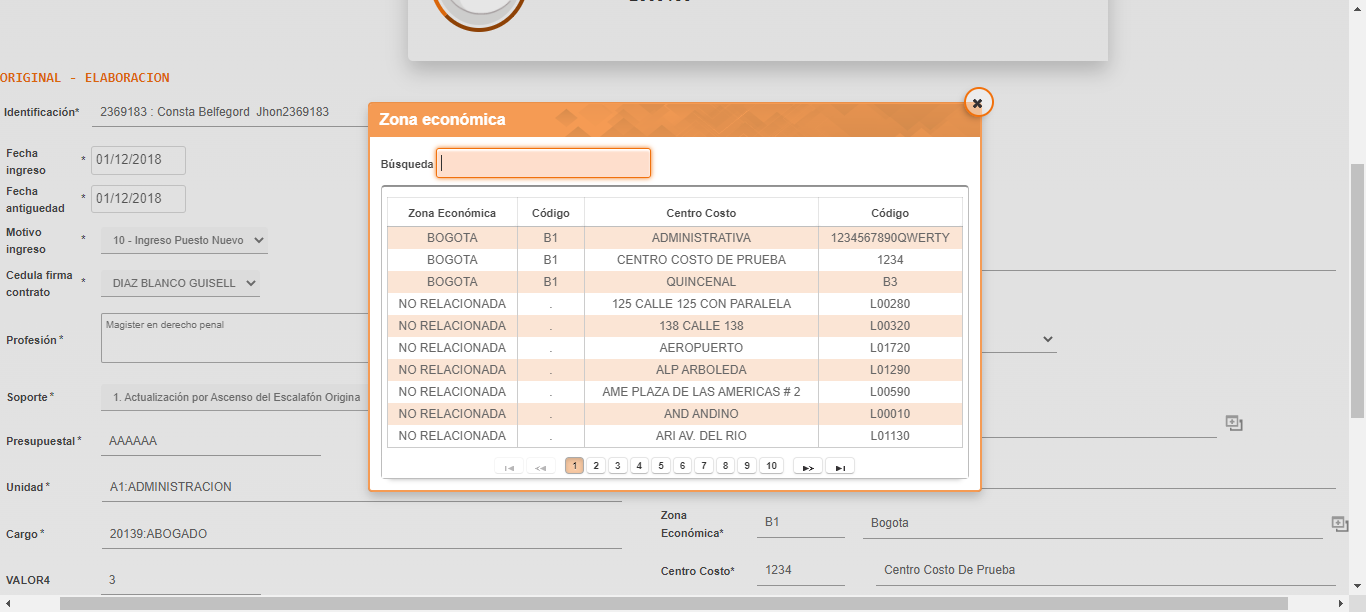 ORIGINAL - ELABORACION
Identificación* 2369183 : Consta Belfegord Jhon2369183
Fecha ingreso * 01/12/2018
Fecha antiguedad * 01/12/2018
Motivo ingreso * 10 - Ingreso Puesto Nuevo
Cedula firma contrato * DIAZ BLANCO GUISELL
Profesión* Magister en derecho penal
Soporte* 1. Actualización por Ascenso del Escalafón Origina
Presupuestal* AAAAAA
Unidad* A1:ADMINISTRACION
Cargo* 20139:ABOGADO
VALOR4 3
Zona económica
Búsqueda
Zona Económica Código Centro Costo Código
BOGOTA B1 ADMINISTRATIVA 1234567890QWERTY
BOGOTA B1 CENTRO COSTO DE PRUEBA 1234
BOGOTA B1 QUINCENAL B3
NO RELACIONADA . 125 CALLE 125 CON PARALELA L00280
NO RELACIONADA . 138 CALLE 138 L00320
NO RELACIONADA . AEROPUERTO L01720
NO RELACIONADA . ALP ARBOLEDA L01290
NO RELACIONADA . AME PLAZA DE LAS AMERICAS # 2 L00590
NO RELACIONADA . AND ANDINO L00010
NO RELACIONADA . ARI AV. DEL RIO L01130
1 2 3 4 5 6 7 8 9 10
Zona Económica* B1 Bogota
Centro Costo* 1234 Centro Costo De Prueba